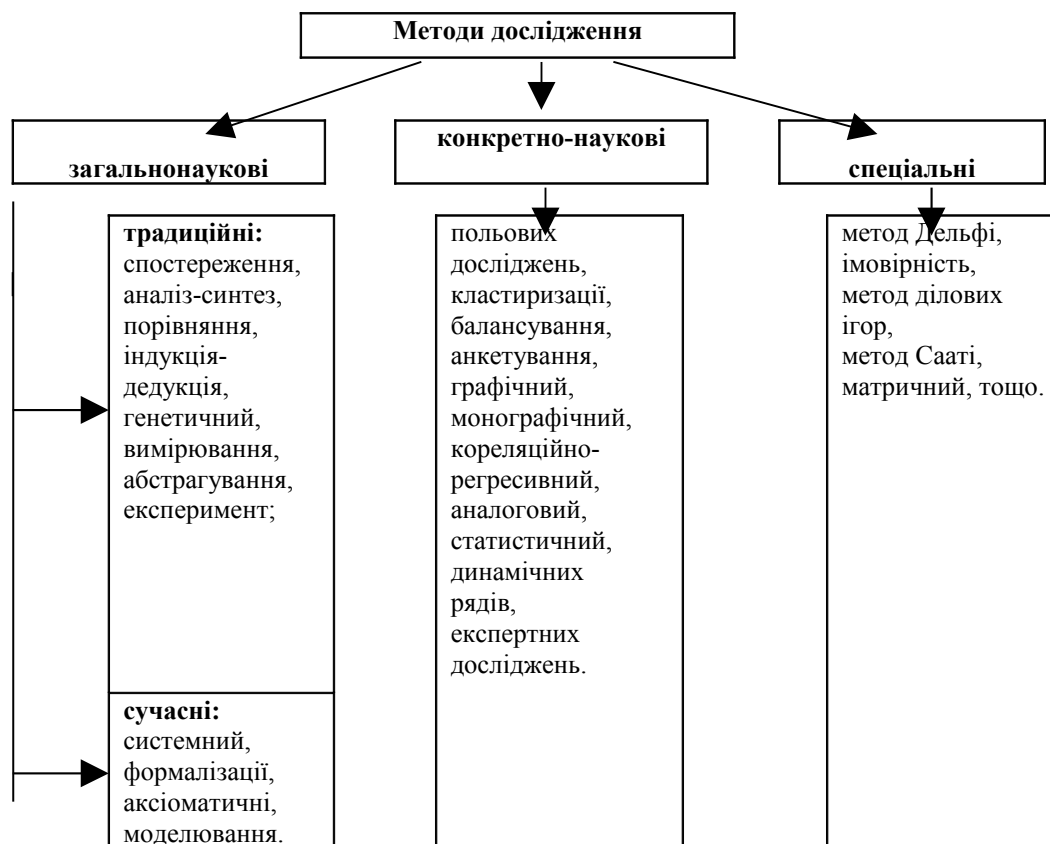 Методи дослідження
загальнонаукові
конкретно-наукові
спеціальні
традиційні:
спостереження,
аналіз-синтез,
порівняння,
індукція-
дедукція,
генетичний,
вимірювання,
абстрагування,
експеримент;
сучасні:
системний,
формалізації,
аксіоматичні,
моделювання.
польових
досліджень,
кластиризації,
балансування,
анкетування,
графічний,
монографічний,
кореляційно-
регресивний,
аналоговий,
статистичний,
динамічних
рядів,
експертних
досліджень.
метод Дельфі,
імовірність,
метод ділових
ігор,
метод Сааті,
матричний, тощо.